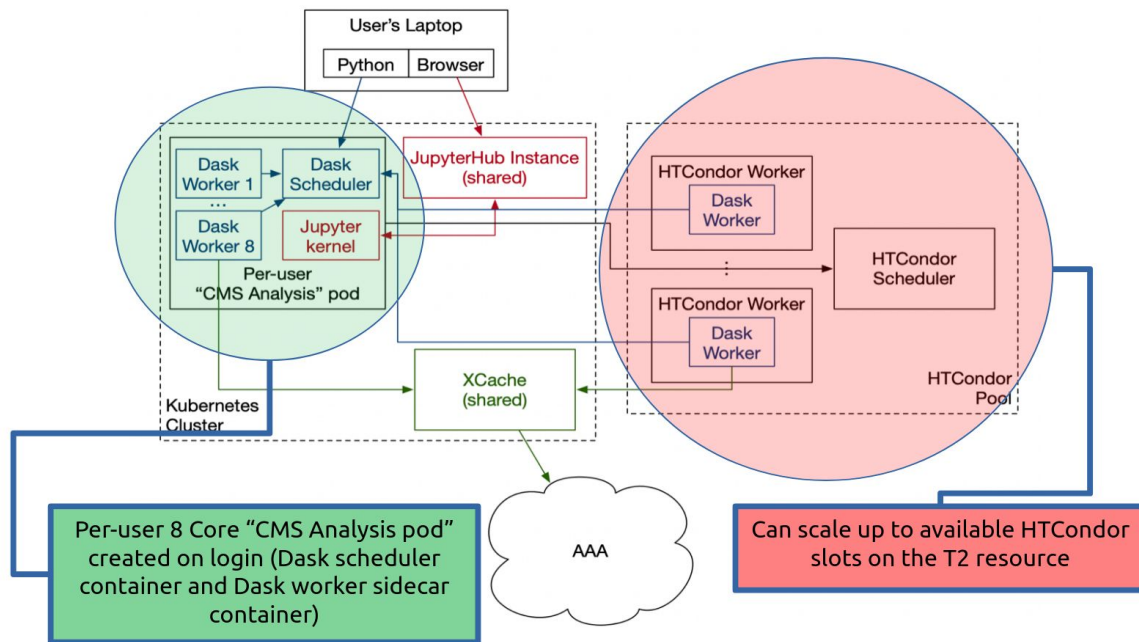 User's Laptop
Python
Browser
Dask
Worker 1
...
Dask
Worker 8
Dask
Scheduler
Jupyter
kernel
Per-user
“CMS Analysis” pod
JupyterHub Instance
(shared)
HTCondor Worker
Dask
Worker
...
HTCondor Worker
Dask
Worker
HTCondor
Scheduler
HTCondor
Pool
XCache
(shared)
Kubernetes
Cluster
AAA
Per-user 8 Core “CMS Analysis pod”
created on login (Dask scheduler
container and Dask worker sidecar
container)
Can scale up to available HTCondor
slots on the T2 resource